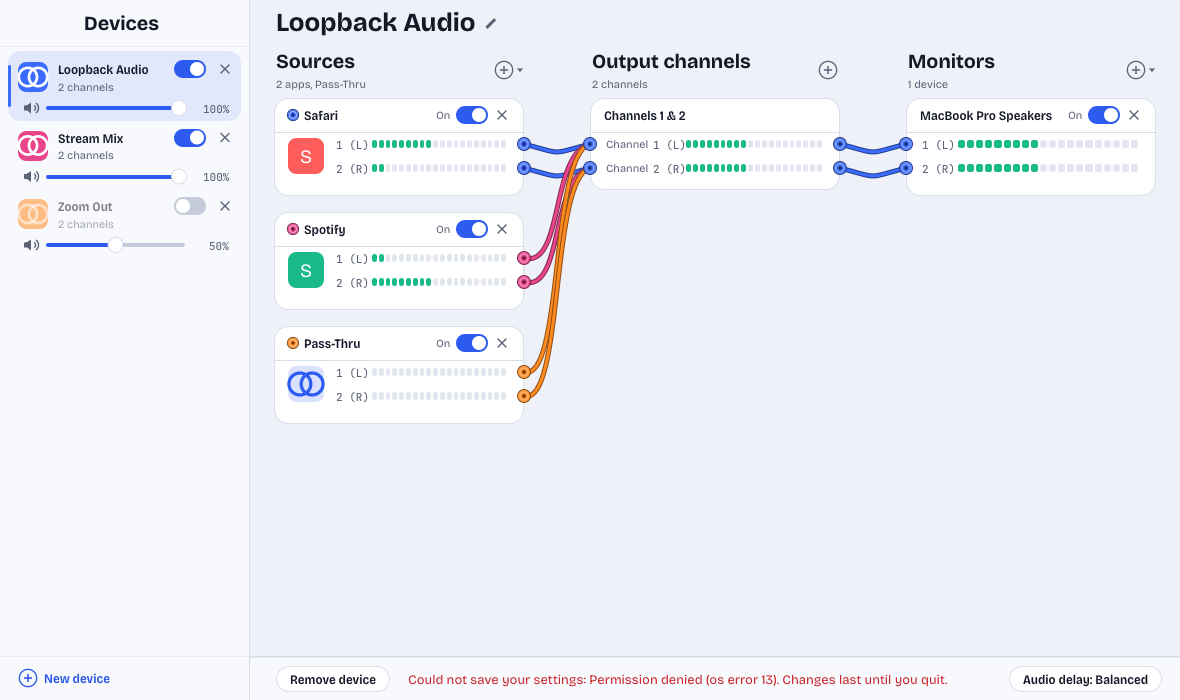 Devices
Loopback Audio
2 channels
100%
Stream Mix
2 channels
100%
Zoom Out
2 channels
50%
New device
Loopback Audio
Sources
2 apps, Pass-Thru
Safari On
S
1 (L)
2 (R)
Spotify On
S
1 (L)
2 (R)
Pass-Thru On
1 (L)
2 (R)
Output channels
2 channels
Channels 1 & 2
Channel 1 (L)
Channel 2 (R)
Monitors
1 device
MacBook Pro Speakers On
1 (L)
2 (R)
Remove device
Could not save your settings: Permission denied (os error 13). Changes last until you quit.
Audio delay: Balanced